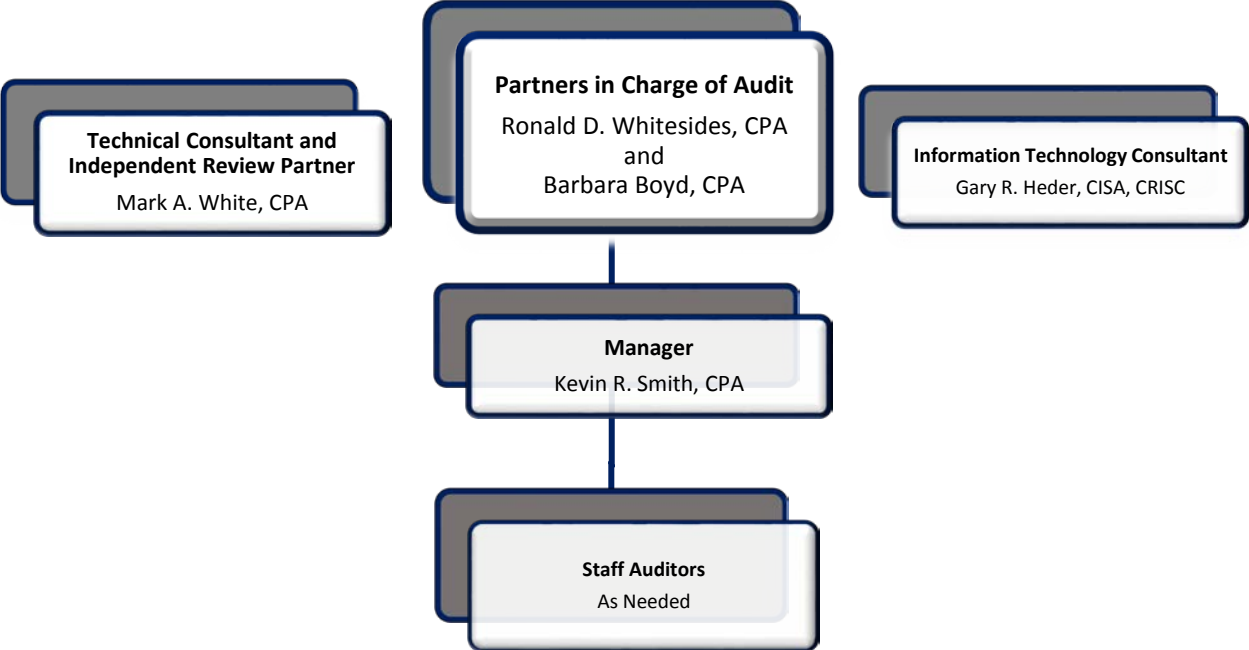 Partners in Charge of Audit
Ronald D. Whitesides, CPA
and
Barbara Boyd, CPA
Technical Consultant and
Independent Review Partner
Mark A. White, CPA
Information Technology Consultant
Gary R. Heder, CISA, CRISC
Manager
Kevin R. Smith, CPA
Staff Auditors
As Needed